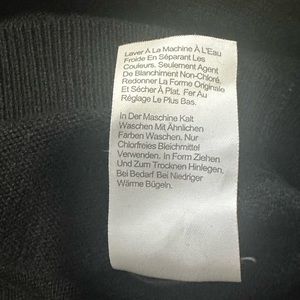 Laver À La Machine À L'Eau
Froide En Séparant Les
Couleurs, Seulement Agent
De Blanchiment Non-Chloré.
Redonner La Forme Originale
Et Sécher À Plat. Fer Au
Réglage Le Plus Bas.
In Der Maschine Kalt
Waschen Mit Ähnlichen
Farben Waschen. Nur
Chlorfreies Bleichmittel
Verwenden. In Form Ziehen
Und Zum Trocknen Hinlegen.
Bei Bedarf Bei Niedriger
Wärme Bügeln.